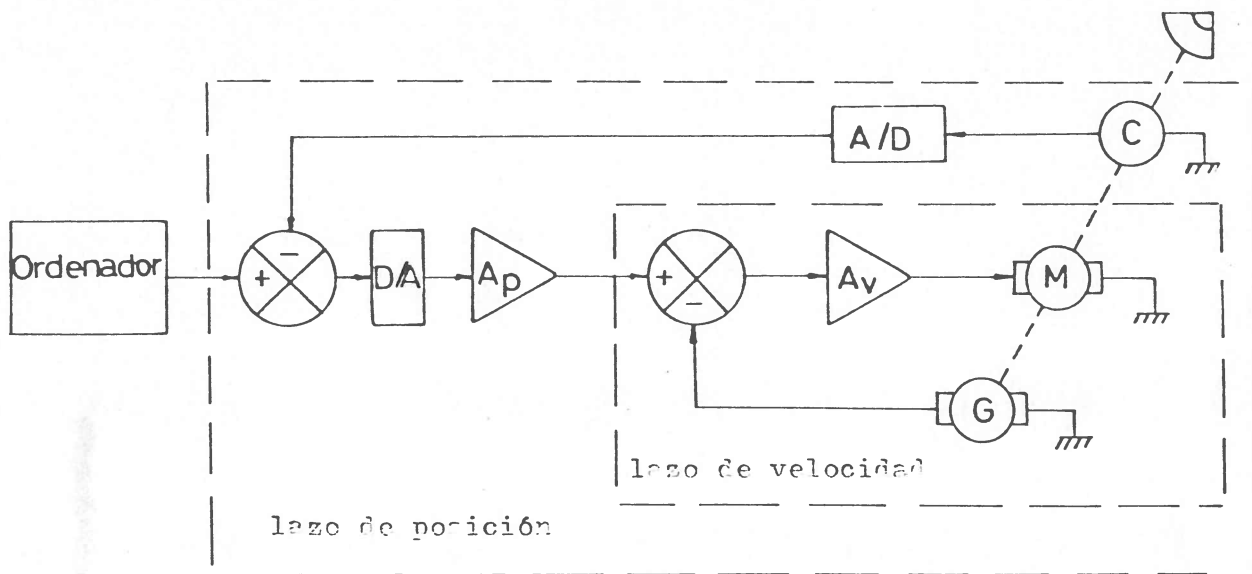 A/D
C
Ordenador
+
−
D/A
Ap
+
−
Av
M
G
lazo de velocidad
lazo de posición